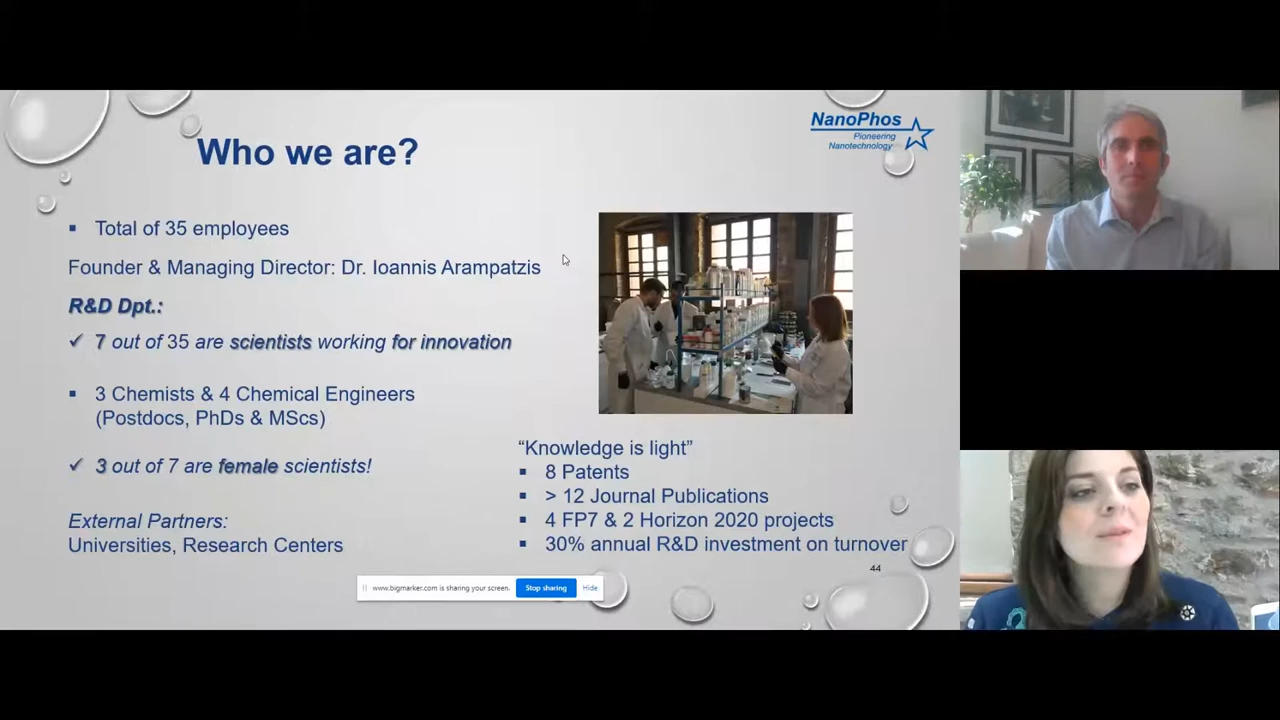 NanoPhos
Pioneering
Nanotechnology
Who we are?
▪ Total of 35 employees
Founder & Managing Director: Dr. Ioannis Arampatzis
R&D Dpt.:
✓ 7 out of 35 are scientists working for innovation
▪ 3 Chemists & 4 Chemical Engineers
(Postdocs, PhDs & MScs)
✓ 3 out of 7 are female scientists!
External Partners:
Universities, Research Centers
“Knowledge is light”
▪ 8 Patents
▪ > 12 Journal Publications
▪ 4 FP7 & 2 Horizon 2020 projects
▪ 30% annual R&D investment on turnover
44
www.bigmarker.com is sharing your screen. Stop sharing Hide